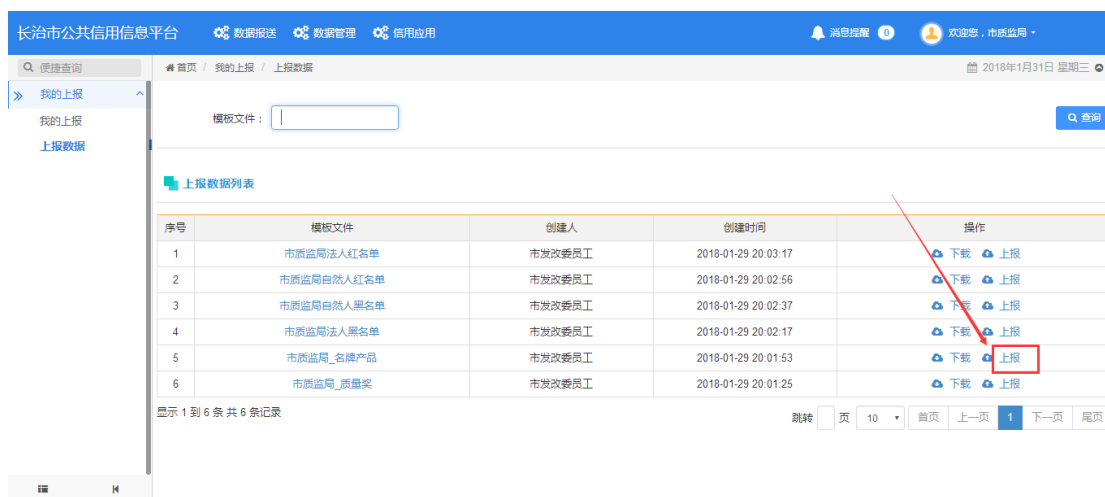 长治市公共信用信息平台 数据报送 数据管理 信用应用 消息提醒 0 欢迎您，市质监局
便捷查询 首页 / 我的上报 / 上报数据 2018年1月31日 星期三
我的上报
我的上报
上报数据
模板文件： 查询
上报数据列表
序号 模板文件 创建人 创建时间 操作
1 市质监局法人红名单 市发改委员工 2018-01-29 20:03:17 下载 上报
2 市质监局自然人红名单 市发改委员工 2018-01-29 20:02:56 下载 上报
3 市质监局自然人黑名单 市发改委员工 2018-01-29 20:02:37 下载 上报
4 市质监局法人黑名单 市发改委员工 2018-01-29 20:02:17 下载 上报
5 市质监局_名牌产品 市发改委员工 2018-01-29 20:01:53 下载 上报
6 市质监局_质量奖 市发改委员工 2018-01-29 20:01:25 下载 上报
显示 1 到 6 条 共 6 条记录 跳转 页 10 首页 上一页 1 下一页 尾页